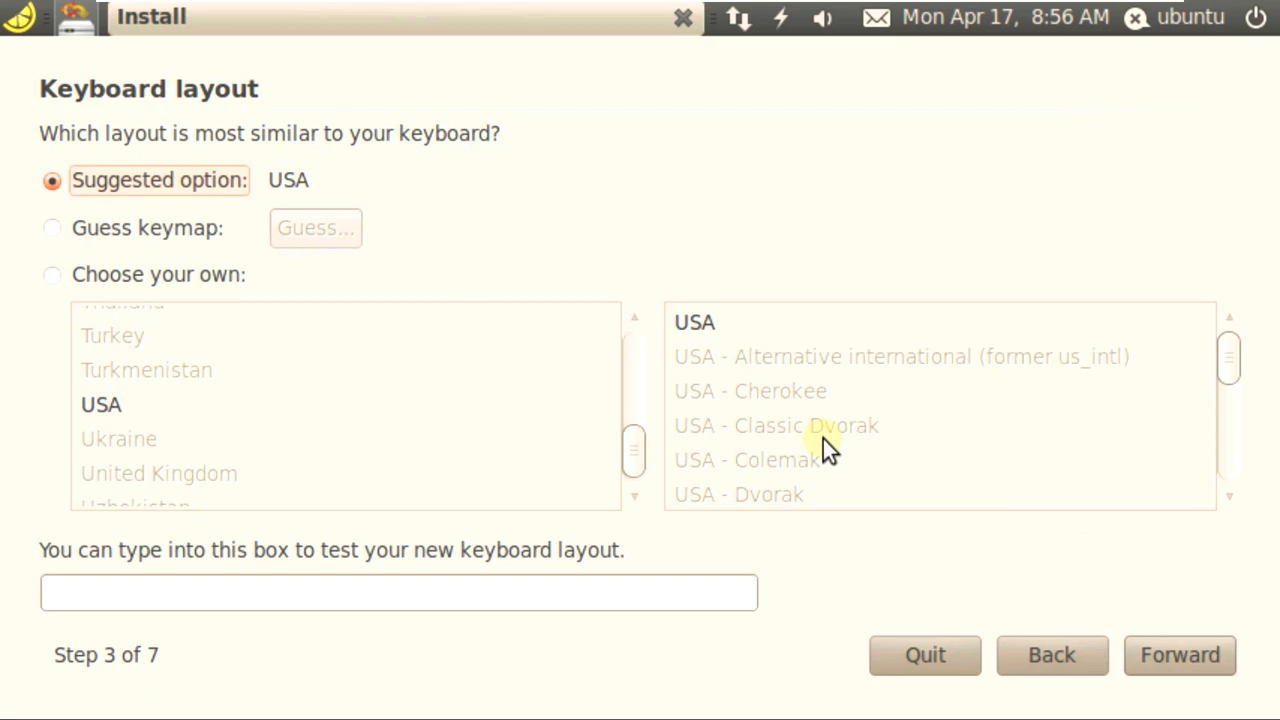 Install
Mon Apr 17, 8:56 AM
ubuntu
Keyboard layout
Which layout is most similar to your keyboard?
Suggested option: USA
Guess keymap: Guess...
Choose your own:
Thailand
Turkey
Turkmenistan
USA
Ukraine
United Kingdom
Uzbekistan
USA
USA - Alternative international (former us_intl)
USA - Cherokee
USA - Classic Dvorak
USA - Colemak
USA - Dvorak
You can type into this box to test your new keyboard layout.
Step 3 of 7
Quit
Back
Forward